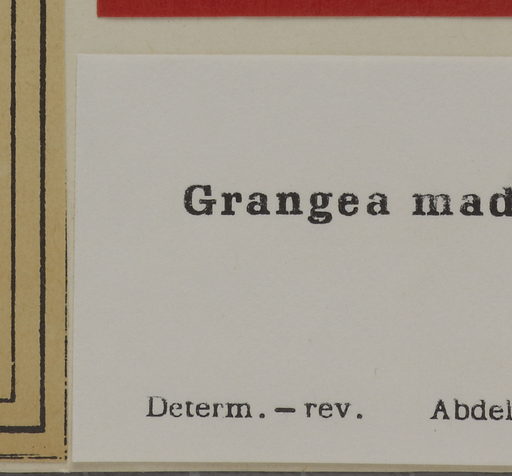 Grangea mad
Determ. — rev. Abdel